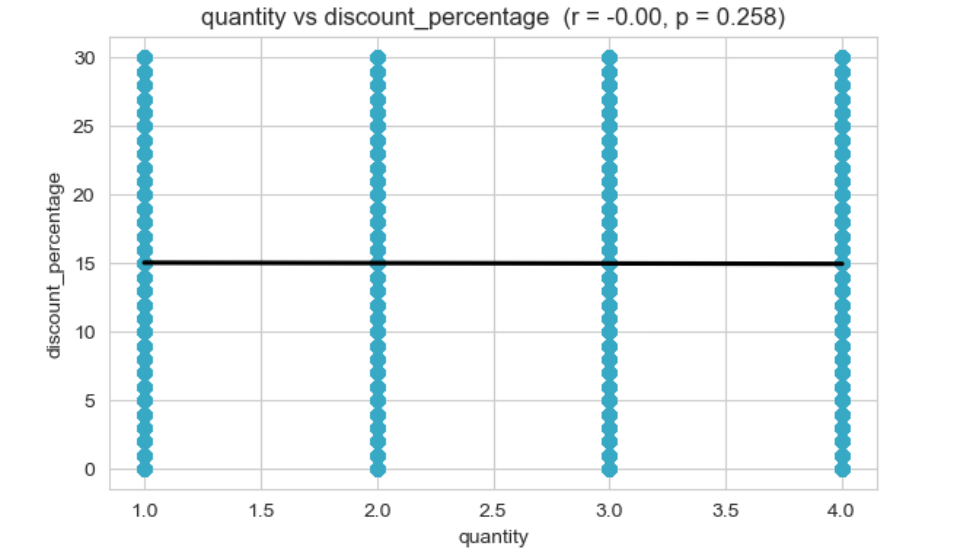 quantity vs discount_percentage (r = -0.00, p = 0.258)
30
25
20
15
10
5
0
discount_percentage
1.0 1.5 2.0 2.5 3.0 3.5 4.0
quantity